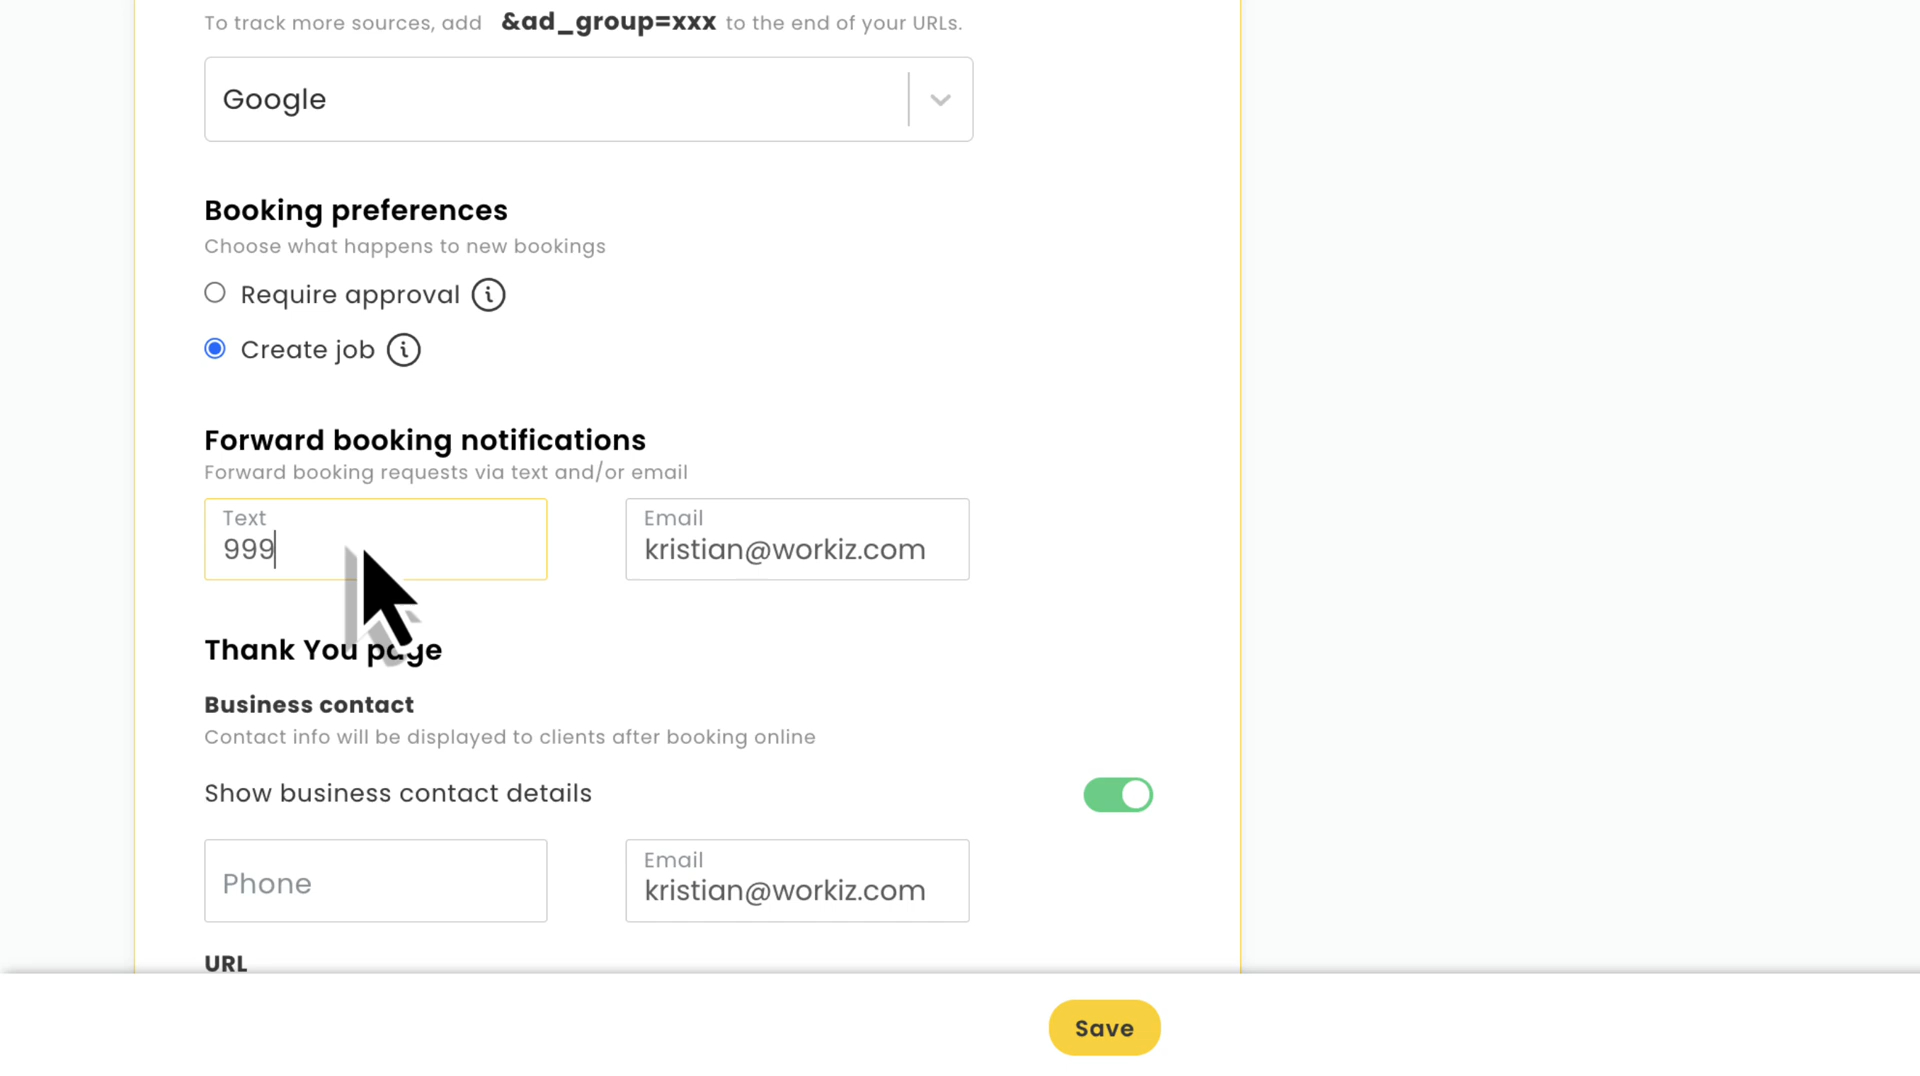 To track more sources, add &ad_group=xxx to the end of your URLs.
Google
Booking preferences
Choose what happens to new bookings
Require approval
Create job
Forward booking notifications
Forward booking requests via text and/or email
Text
999
Email
kristian@workiz.com
Thank You page
Business contact
Contact info will be displayed to clients after booking online
Show business contact details
Phone
Email
kristian@workiz.com
URL
Save